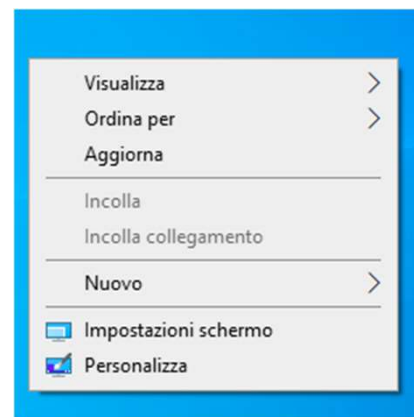 Visualizza
Ordina per
Aggiorna
Incolla
Incolla collegamento
Nuovo
Impostazioni schermo
Personalizza